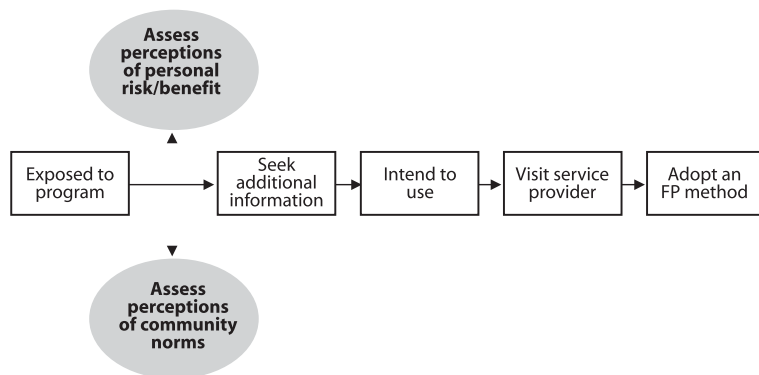 Assess
perceptions
of personal
risk/benefit
Exposed to
program
Seek
additional
information
Intend to
use
Visit service
provider
Adopt an
FP method
Assess
perceptions
of community
norms